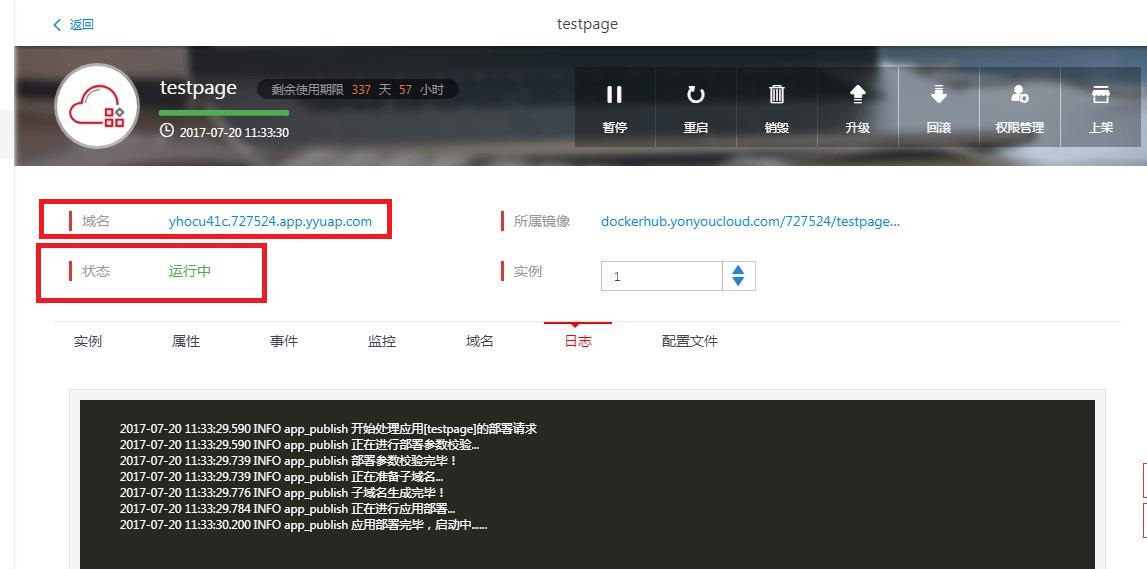 返回
testpage
testpage 剩余使用期限 337 天 57 小时
2017-07-20 11:33:30
暂停 重启 销毁 升级 回滚 权限管理 上架
域名 yhocu41c.727524.app.yyuap.com 所属镜像 dockerhub.yonyoucloud.com/727524/testpage...
状态 运行中 实例 1
实例 属性 事件 监控 域名 日志 配置文件
2017-07-20 11:33:29.590 INFO app_publish 开始处理应用[testpage]的部署请求
2017-07-20 11:33:29.590 INFO app_publish 正在进行部署参数校验...
2017-07-20 11:33:29.739 INFO app_publish 部署参数校验完毕！
2017-07-20 11:33:29.739 INFO app_publish 正在准备子域名...
2017-07-20 11:33:29.776 INFO app_publish 子域名生成完毕！
2017-07-20 11:33:29.784 INFO app_publish 正在进行应用部署...
2017-07-20 11:33:30.200 INFO app_publish 应用部署完毕，启动中......